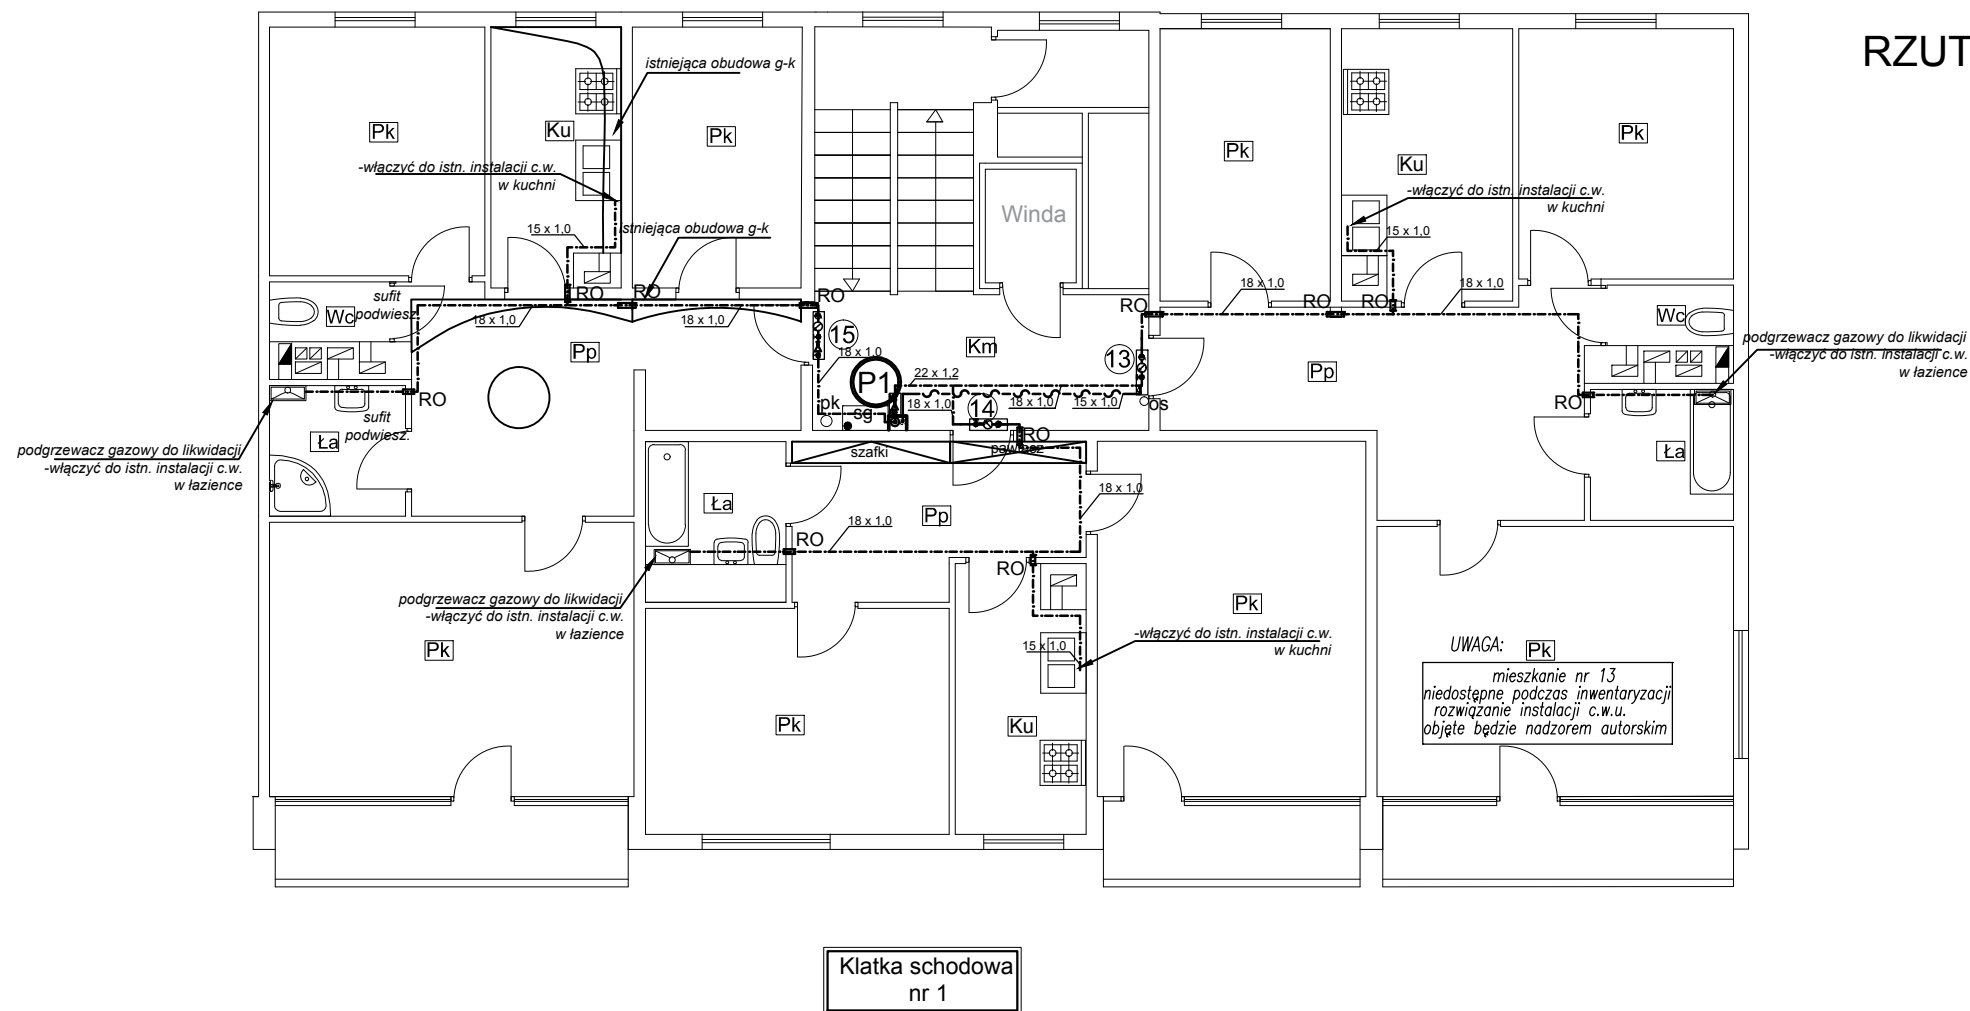 RZUT
istniejąca obudowa g-k
Pk
Ku
Pk
Pk
Ku
Pk
-włączyć do istn. instalacji c.w.
w kuchni
-włączyć do istn. instalacji c.w.
w kuchni
Winda
15 x 1,0
istniejąca obudowa g-k
15 x 1,0
sufit
podwiesz.
Wc
RO
RO
RO
18 x 1,0
18 x 1,0
RO
18 x 1,0
RO
RO
18 x 1,0
Wc
15
Km
13
Pp
18 x 1,0
Pp
P1
22 x 1,2
podgrzewacz gazowy do likwidacji
-włączyć do istn. instalacji c.w.
w łazience
RO
pk
sg
18 x 1,0
14
18 x 1,0
15 x 1,0
os
RO
sufit
podwiesz.
Ła
RO
szafki
pawlacz
Ła
podgrzewacz gazowy do likwidacji
-włączyć do istn. instalacji c.w.
w łazience
Ła
18 x 1,0
Pp
18 x 1,0
RO
RO
podgrzewacz gazowy do likwidacji
-włączyć do istn. instalacji c.w.
w łazience
Pk
Pk
-włączyć do istn. instalacji c.w.
w kuchni
15 x 1,0
UWAGA:
Pk
mieszkanie nr 13
niedostępne podczas inwentaryzacji
rozwiązanie instalacji c.w.u.
objęte będzie nadzorem autorskim
Pk
Ku
Klatka schodowa
nr 1